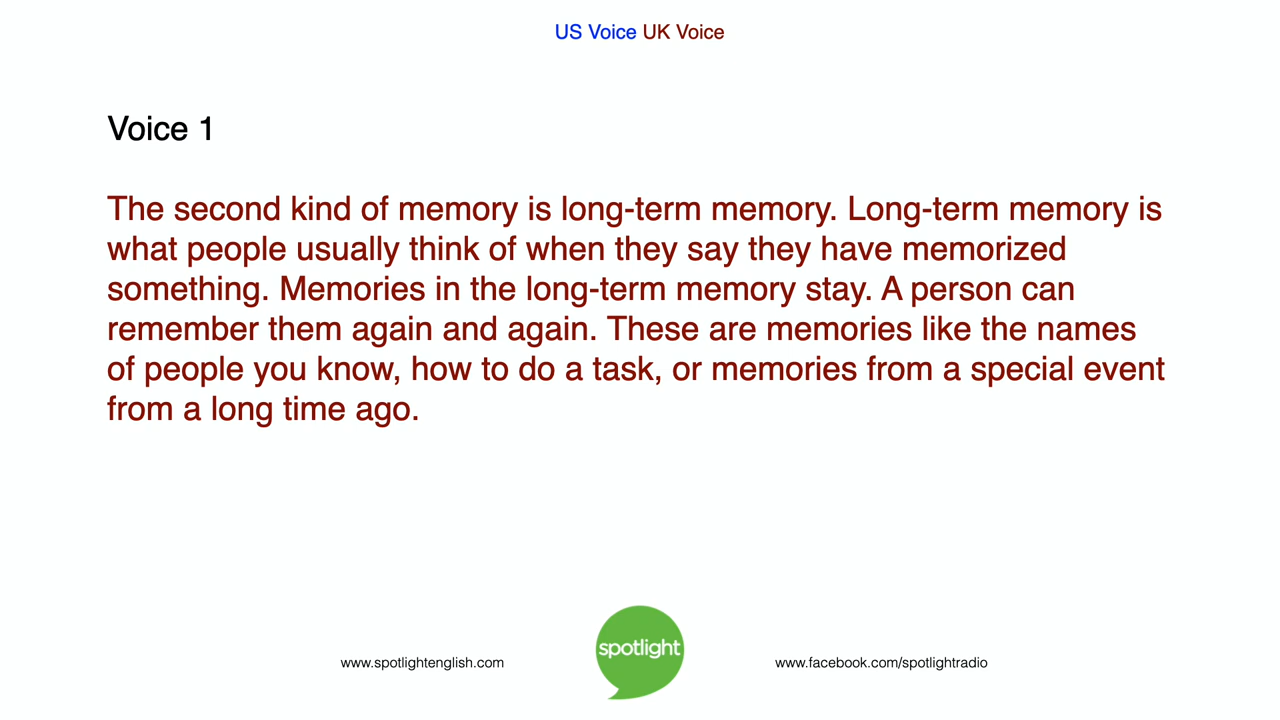 US Voice UK Voice
Voice 1
The second kind of memory is long-term memory. Long-term memory is
what people usually think of when they say they have memorized
something. Memories in the long-term memory stay. A person can
remember them again and again. These are memories like the names
of people you know, how to do a task, or memories from a special event
from a long time ago.
www.spotlightenglish.com
spotlight
www.facebook.com/spotlightradio